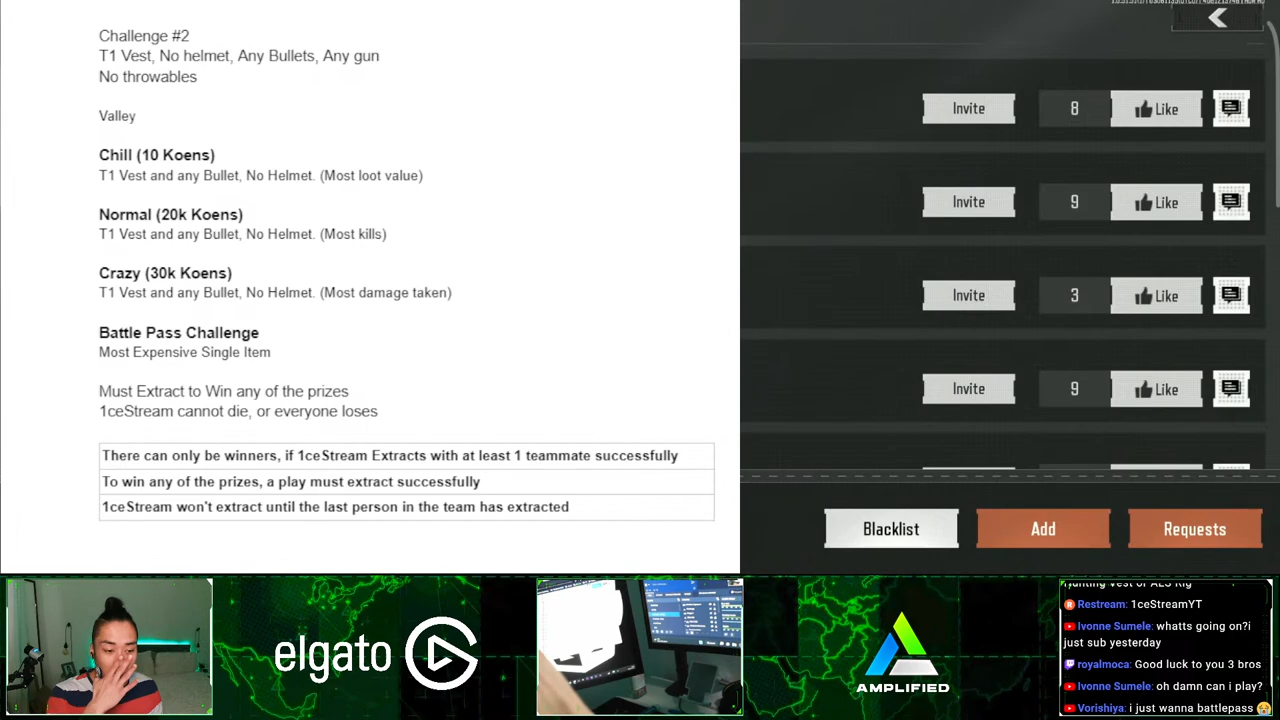 Challenge #2
T1 Vest, No helmet, Any Bullets, Any gun
No throwables
Valley
Chill (10 Koens)
T1 Vest and any Bullet, No Helmet. (Most loot value)
Normal (20k Koens)
T1 Vest and any Bullet, No Helmet. (Most kills)
Crazy (30k Koens)
T1 Vest and any Bullet, No Helmet. (Most damage taken)
Battle Pass Challenge
Most Expensive Single Item
Must Extract to Win any of the prizes
1ceStream cannot die, or everyone loses
There can only be winners, if 1ceStream Extracts with at least 1 teammate successfully
To win any of the prizes, a play must extract successfully
1ceStream won't extract until the last person in the team has extracted
Invite 8 Like
Invite 9 Like
Invite 3 Like
Invite 9 Like
Blacklist Add Requests
elgato
AMPLIFIED
hunting vest or AES Rig
Restream: 1ceStreamYT
Ivonne Sumele: whatts going on?i
just sub yesterday
royalmoca: Good luck to you 3 bros
Ivonne Sumele: oh damn can i play?
Vorishiya: i just wanna battlepass 😭